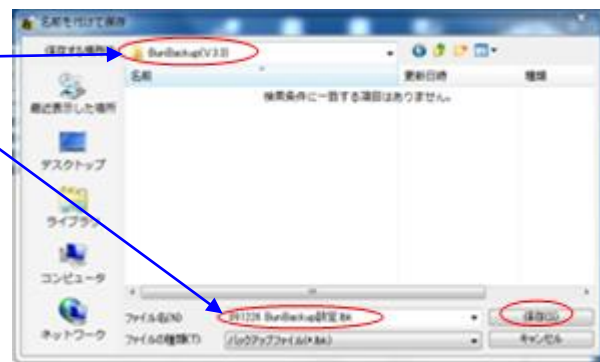 名前を付けて保存
保存する場所(I):
BunBackup(V3.0)
名前
更新日時
種類
検索条件に一致する項目はありません。
最近表示した場所
デスクトップ
ライブラリ
コンピュータ
ネットワーク
ファイル名(N):
091226 BunBackup設定.lbk
保存(S)
ファイルの種類(T):
バックアップファイル(*.lbk)
キャンセル